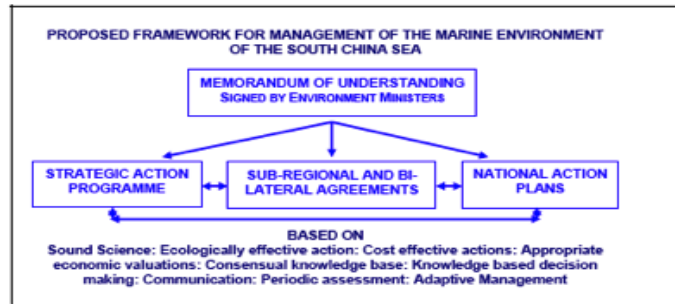 PROPOSED FRAMEWORK FOR MANAGEMENT OF THE MARINE ENVIRONMENT
OF THE SOUTH CHINA SEA
MEMORANDUM OF UNDERSTANDING
SIGNED BY ENVIRONMENT MINISTERS
STRATEGIC ACTION
PROGRAMME
SUB-REGIONAL AND BI-
LATERAL AGREEMENTS
NATIONAL ACTION
PLANS
BASED ON
Sound Science: Ecologically effective action: Cost effective actions: Appropriate
economic valuations: Consensual knowledge base: Knowledge based decision
making: Communication: Periodic assessment: Adaptive Management